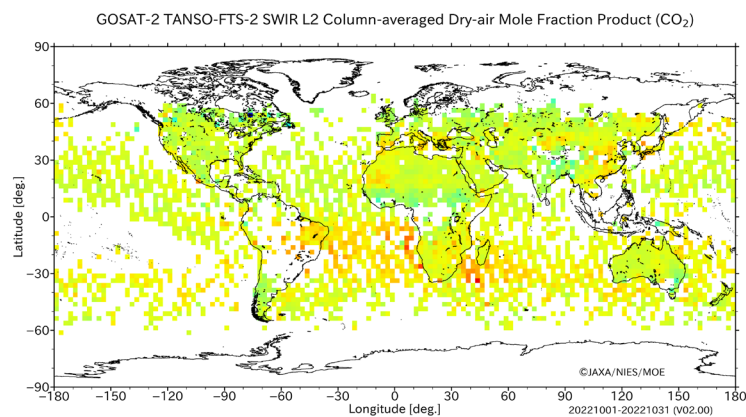 GOSAT-2 TANSO-FTS-2 SWIR L2 Column-averaged Dry-air Mole Fraction Product (CO₂)
90
60
30
0
−30
−60
−90
Latitude [deg.]
©JAXA/NIES/MOE
−180 −150 −120 −90 −60 −30 0 30 60 90 120 150 180
Longitude [deg.]
20221001-20221031 (002.00)